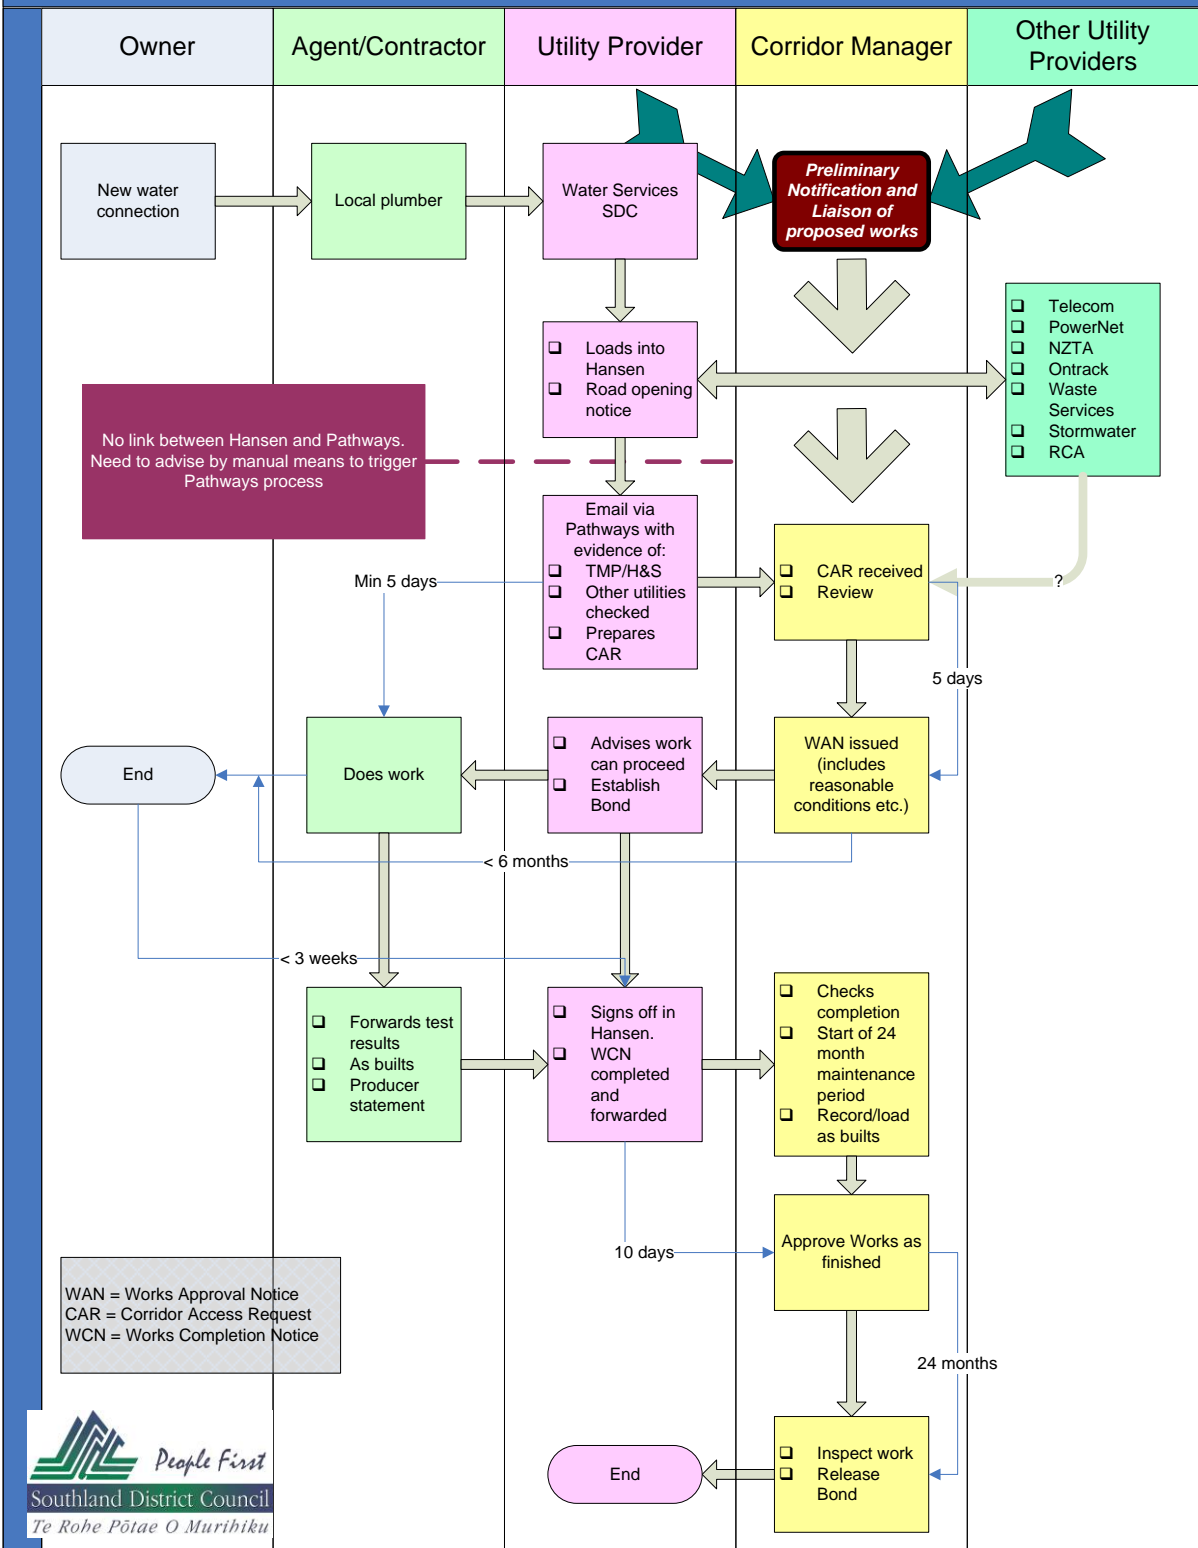 Owner
Agent/Contractor
Utility Provider
Corridor Manager
Other Utility
Providers
New water
connection
Local plumber
Water Services
SDC
Preliminary
Notification and
Liaison of
proposed works
❑ Loads into
Hansen
❑ Road opening
notice
❑ Telecom
❑ PowerNet
❑ NZTA
❑ Ontrack
❑ Waste
Services
❑ Stormwater
❑ RCA
No link between Hansen and Pathways.
Need to advise by manual means to trigger
Pathways process
Email via
Pathways with
evidence of:
❑ TMP/H&S
❑ Other utilities
checked
❑ Prepares
CAR
Min 5 days
❑ CAR received
❑ Review
?
5 days
End
Does work
❑ Advises work
can proceed
❑ Establish
Bond
WAN issued
(includes
reasonable
conditions etc.)
< 6 months
< 3 weeks
❑ Forwards test
results
❑ As builts
❑ Producer
statement
❑ Signs off in
Hansen.
❑ WCN
completed
and
forwarded
❑ Checks
completion
❑ Start of 24
month
maintenance
period
❑ Record/load
as builts
10 days
Approve Works as
finished
WAN = Works Approval Notice
CAR = Corridor Access Request
WCN = Works Completion Notice
24 months
End
❑ Inspect work
❑ Release
Bond
People First
Southland District Council
Te Rohe Pōtae O Murihiku